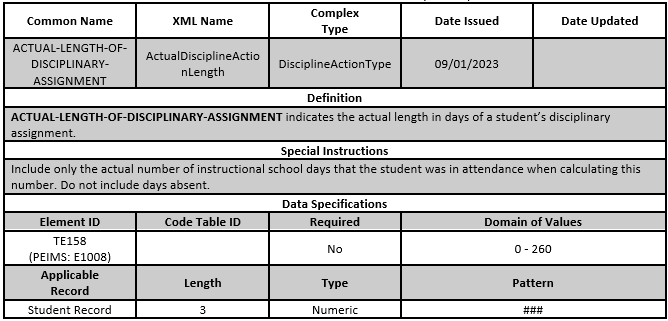 Common Name XML Name Complex Type Date Issued Date Updated
ACTUAL-LENGTH-OF-DISCIPLINARY-ASSIGNMENT ActualDisciplineActionLength DisciplineActionType 09/01/2023
Definition
ACTUAL-LENGTH-OF-DISCIPLINARY-ASSIGNMENT indicates the actual length in days of a student's disciplinary
assignment.
Special Instructions
Include only the actual number of instructional school days that the student was in attendance when calculating this
number. Do not include days absent.
Data Specifications
Element ID Code Table ID Required Domain of Values
TE158 (PEIMS: E1008) No 0 - 260
Applicable Record Length Type Pattern
Student Record 3 Numeric ###